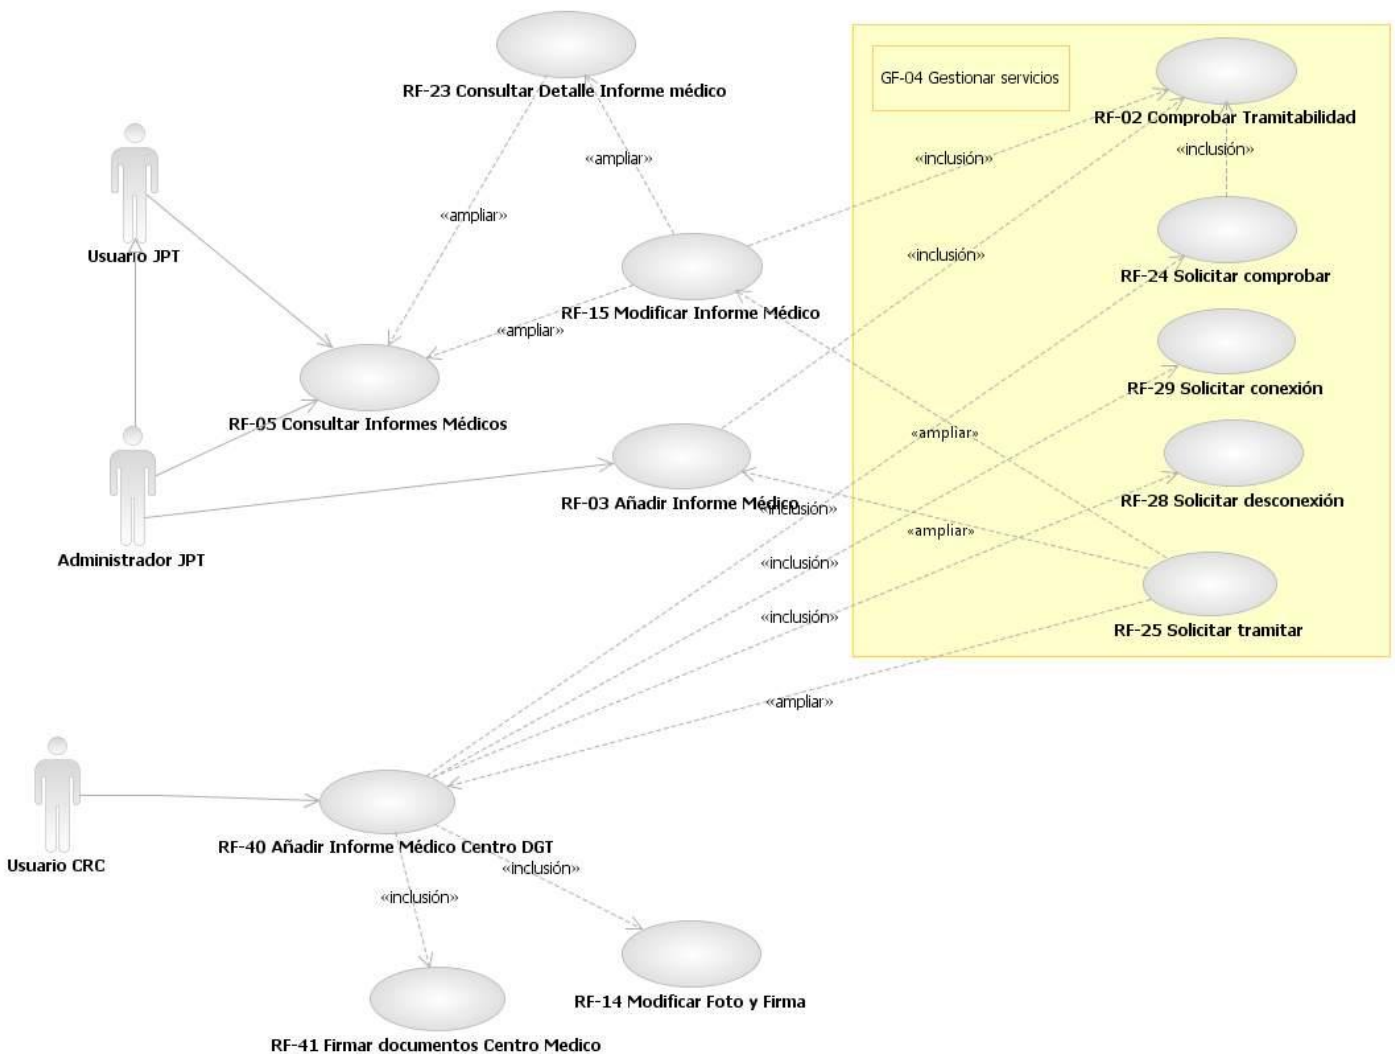 GF-04 Gestionar servicios
RF-23 Consultar Detalle Informe médico
RF-02 Comprobar Tramitabilidad
«inclusión»
«ampliar»
«inclusión»
«ampliar»
Usuario JPT
«inclusión»
RF-24 Solicitar comprobar
RF-15 Modificar Informe Médico
«ampliar»
RF-29 Solicitar conexión
RF-05 Consultar Informes Médicos
«ampliar»
RF-03 Añadir Informe Médico
RF-28 Solicitar desconexión
«inclusión»
«ampliar»
Administrador JPT
«inclusión»
«inclusión»
RF-25 Solicitar tramitar
«ampliar»
RF-40 Añadir Informe Médico Centro DGT
Usuario CRC
«inclusión»
«inclusión»
RF-14 Modificar Foto y Firma
RF-41 Firmar documentos Centro Medico